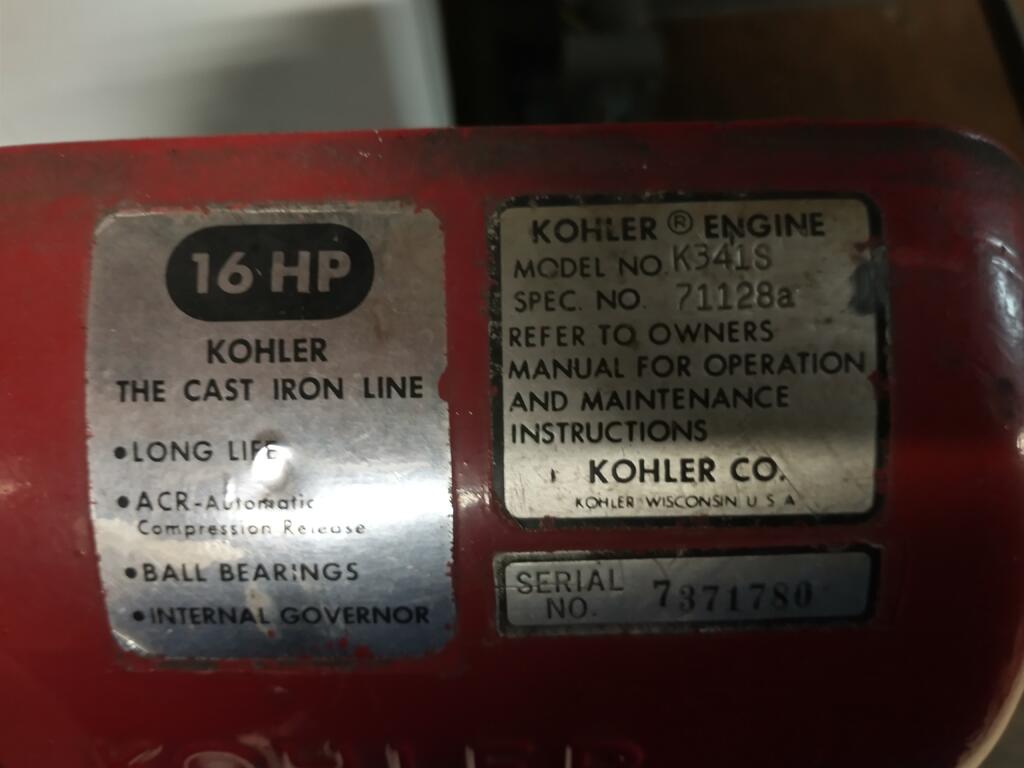 16 HP
KOHLER
THE CAST IRON LINE
•LONG LIFE
•ACR-Automatic
Compression Release
•BALL BEARINGS
•INTERNAL GOVERNOR
KOHLER ® ENGINE
MODEL NO. K341S
SPEC. NO. 71128a
REFER TO OWNERS
MANUAL FOR OPERATION
AND MAINTENANCE
INSTRUCTIONS
KOHLER CO.
KOHLER WISCONSIN U S A
SERIAL
NO. 7371780
KOHLER